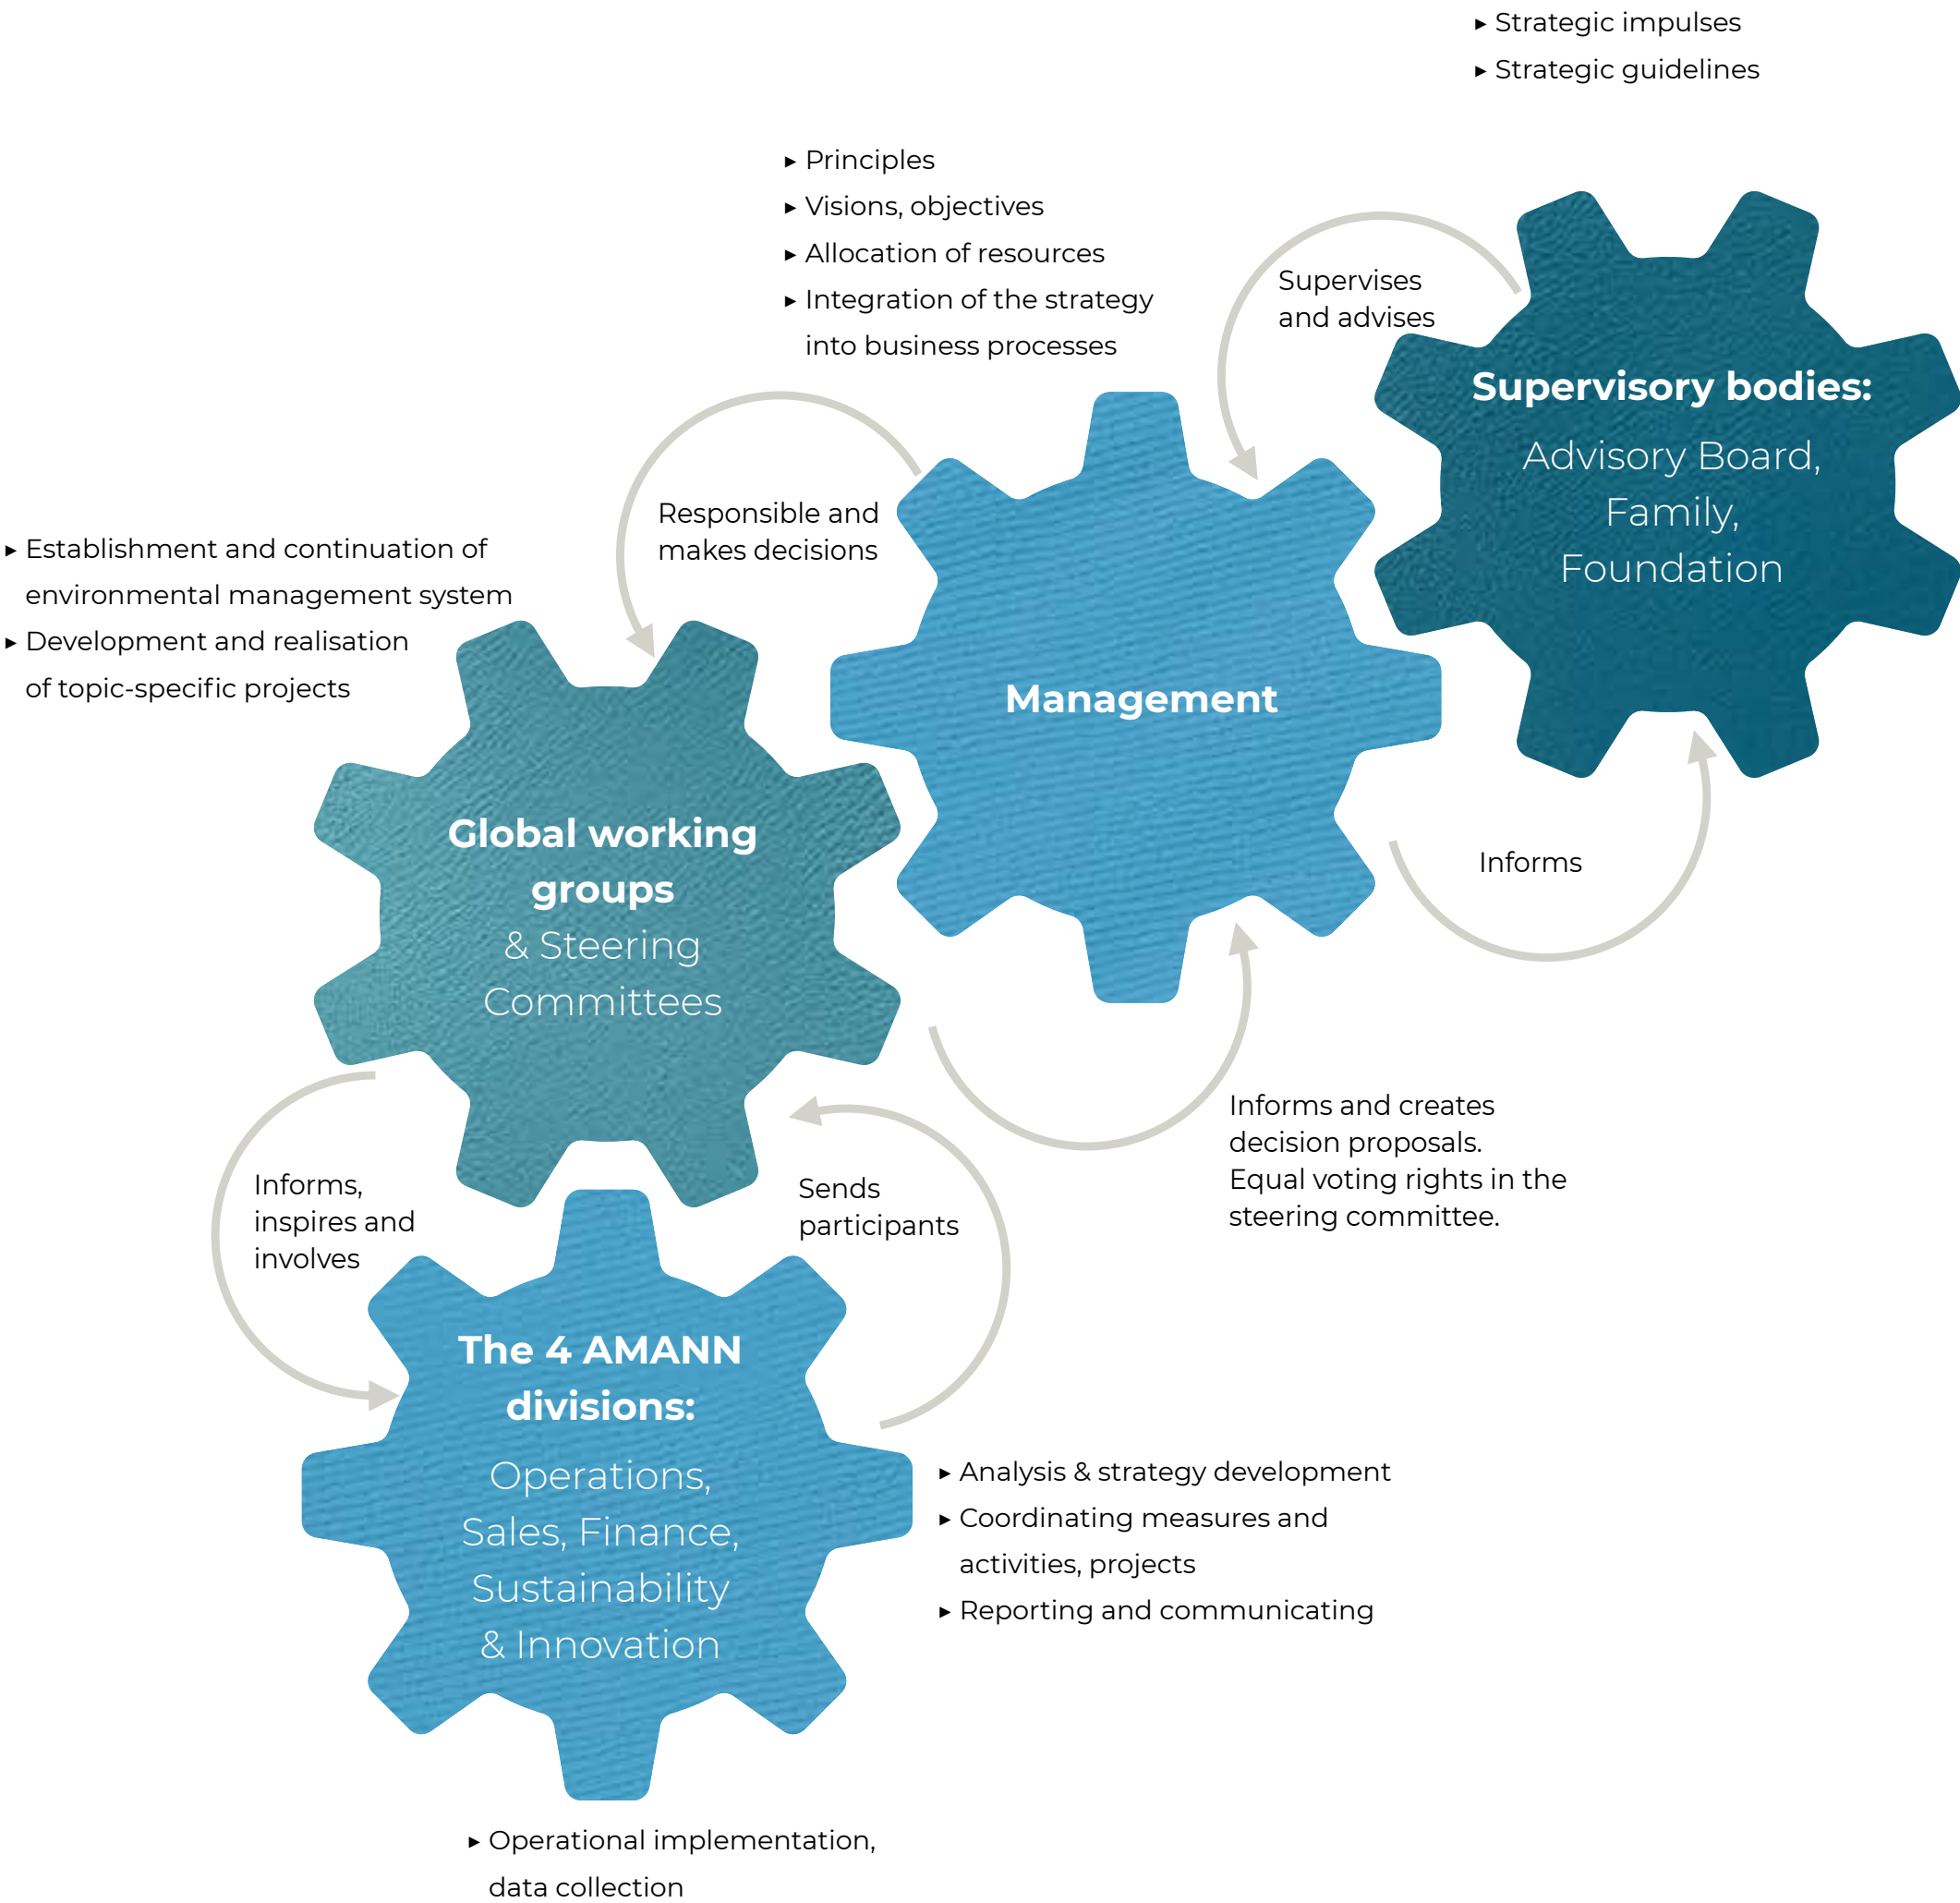 ▸ Strategic impulses
▸ Strategic guidelines
▸ Principles
▸ Visions, objectives
▸ Allocation of resources
▸ Integration of the strategy
into business processes
Supervises
and advises
Supervisory bodies:
Advisory Board,
Family,
Foundation
Responsible and
makes decisions
▸ Establishment and continuation of
environmental management system
▸ Development and realisation
of topic-specific projects
Management
Global working
groups
& Steering
Committees
Informs
Informs and creates
decision proposals.
Equal voting rights in the
steering committee.
Informs,
inspires and
involves
Sends
participants
The 4 AMANN
divisions:
Operations,
Sales, Finance,
Sustainability
& Innovation
▸ Analysis & strategy development
▸ Coordinating measures and
activities, projects
▸ Reporting and communicating
▸ Operational implementation,
data collection